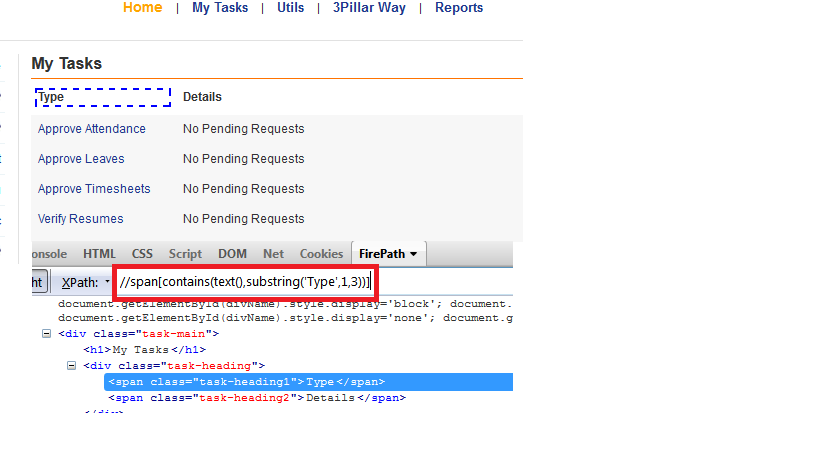 Home | My Tasks | Utils | 3Pillar Way | Reports
My Tasks
Type Details
Approve Attendance No Pending Requests
Approve Leaves No Pending Requests
Approve Timesheets No Pending Requests
Verify Resumes No Pending Requests
onsole HTML CSS Script DOM Net Cookies FirePath
ht XPath: //span[contains(text(),substring('Type',1,3))]
document.getElementById(divName).style.display='block'; document.
document.getElementById(divName).style.display='none'; document.g
<div class="task-main">
<h1>My Tasks</h1>
<div class="task-heading">
<span class="task-heading1">Type</span>
<span class="task-heading2">Details</span>
</div>